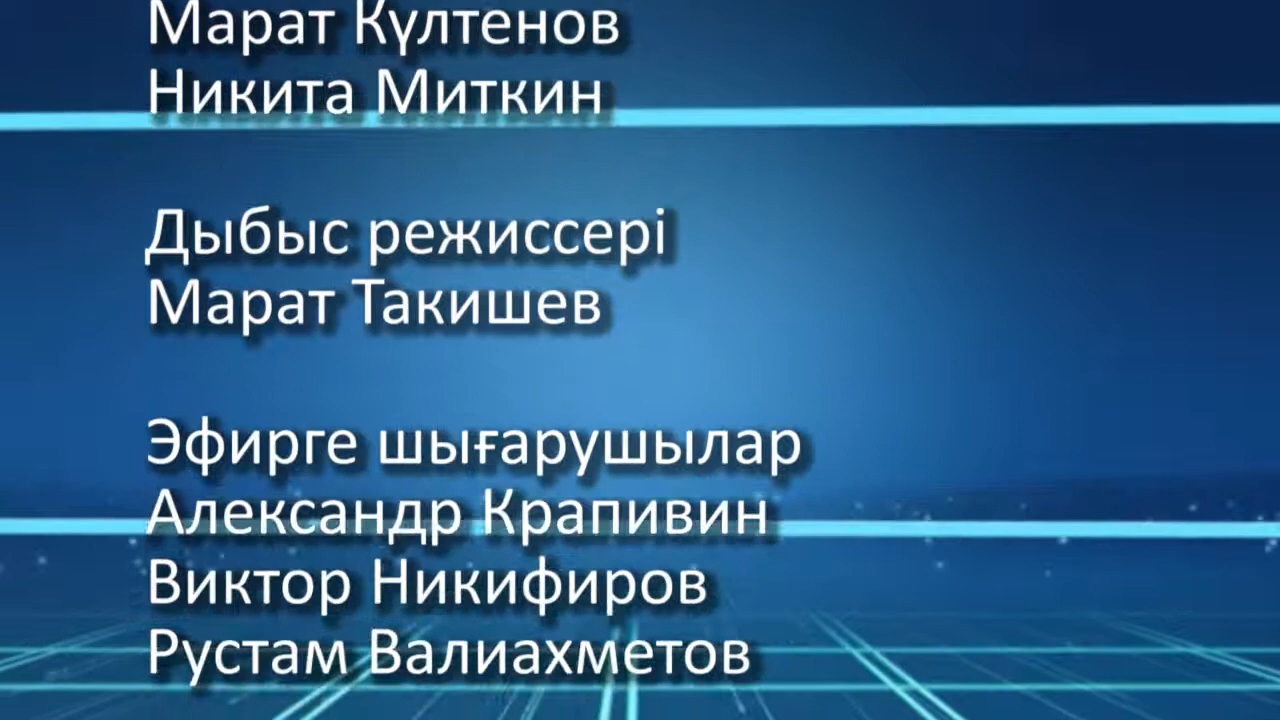 Марат Күлтенов
Никита Миткин
Дыбыс режиссері
Марат Такишев
Эфирге шығарушылар
Александр Крапивин
Виктор Никифиров
Рустам Валиахметов